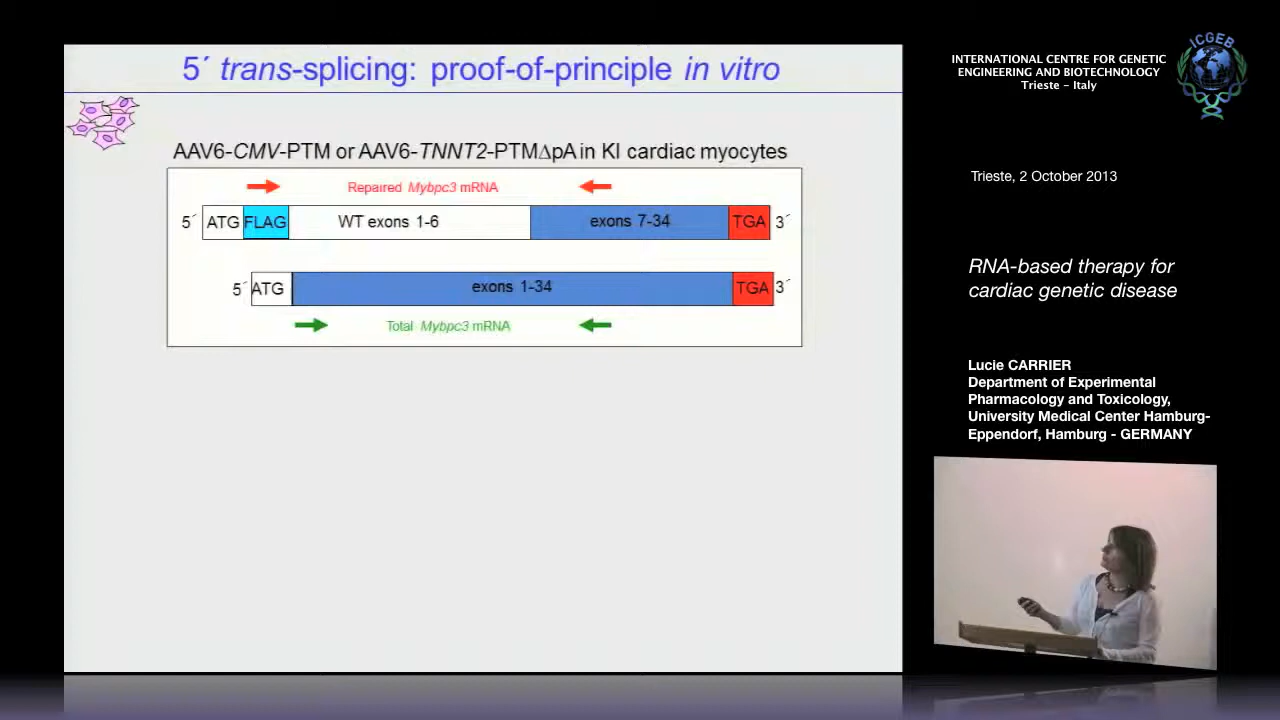 5´ trans-splicing: proof-of-principle in vitro
AAV6-CMV-PTM or AAV6-TNNT2-PTMΔpA in KI cardiac myocytes
Repaired Mybpc3 mRNA
5´ ATG FLAG WT exons 1-6 exons 7-34 TGA 3´
5´ ATG exons 1-34 TGA 3´
Total Mybpc3 mRNA
INTERNATIONAL CENTRE FOR GENETIC
ENGINEERING AND BIOTECHNOLOGY
Trieste - Italy
ICGEB
Trieste, 2 October 2013
RNA-based therapy for
cardiac genetic disease
Lucie CARRIER
Department of Experimental
Pharmacology and Toxicology,
University Medical Center Hamburg-
Eppendorf, Hamburg - GERMANY